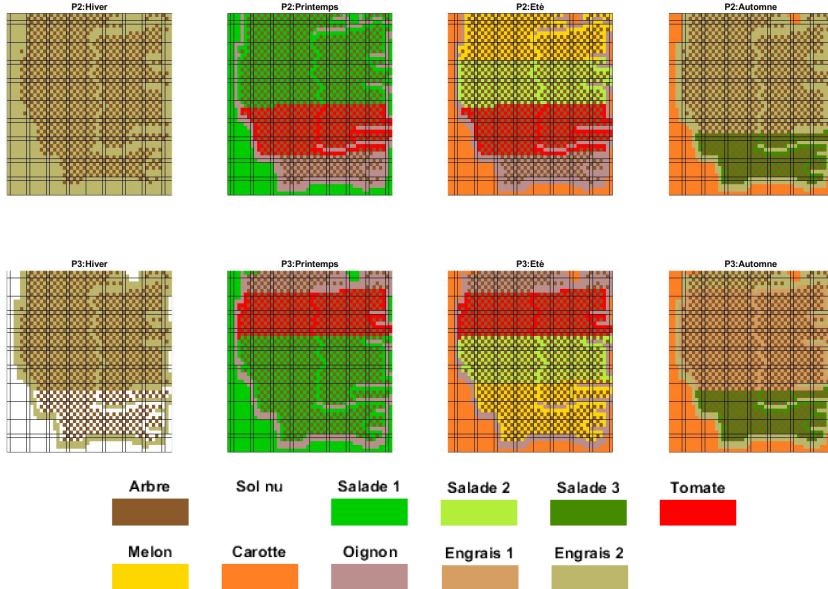 P2:Hiver P2:Printemps P2:Etè P2:Automne
P3:Hiver P3:Printemps P3:Etè P3:Automne
Arbre Sol nu Salade 1 Salade 2 Salade 3 Tomate
Melon Carotte Oignon Engrais 1 Engrais 2